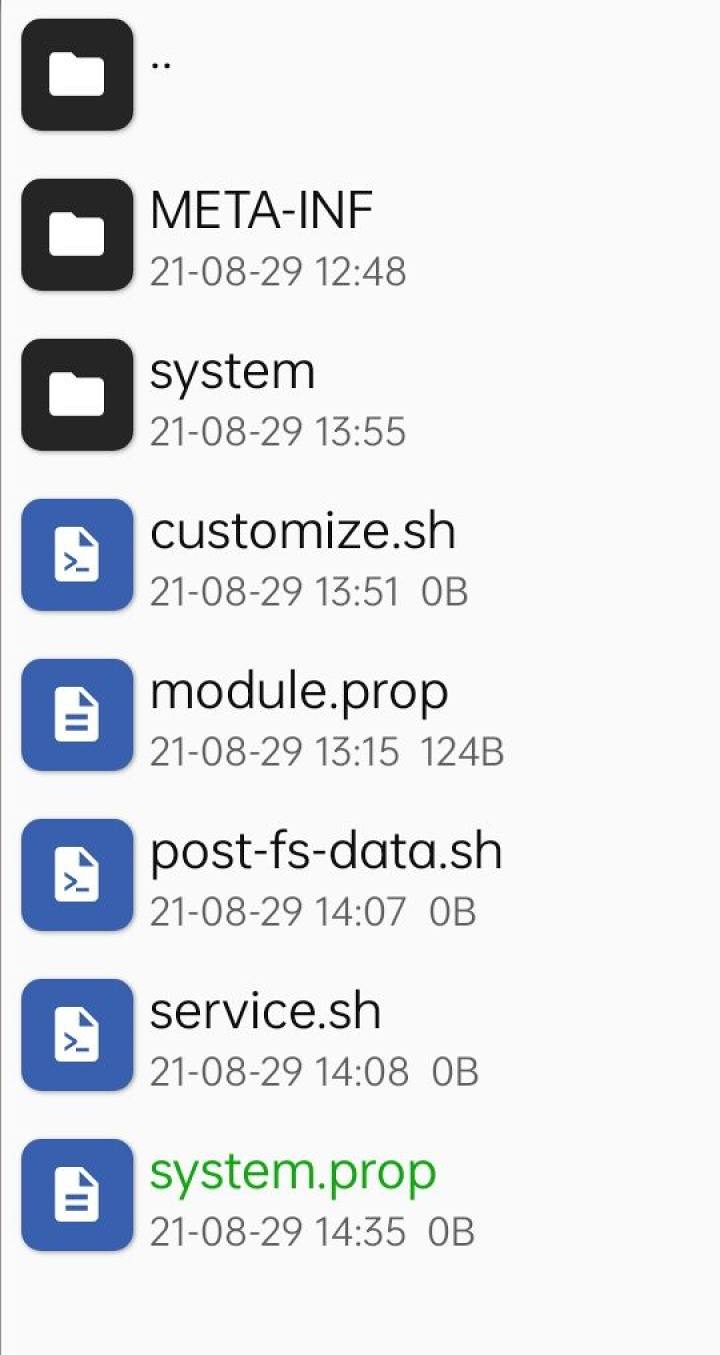 ..
META-INF
21-08-29 12:48
system
21-08-29 13:55
customize.sh
21-08-29 13:51 0B
module.prop
21-08-29 13:15 124B
post-fs-data.sh
21-08-29 14:07 0B
service.sh
21-08-29 14:08 0B
system.prop
21-08-29 14:35 0B